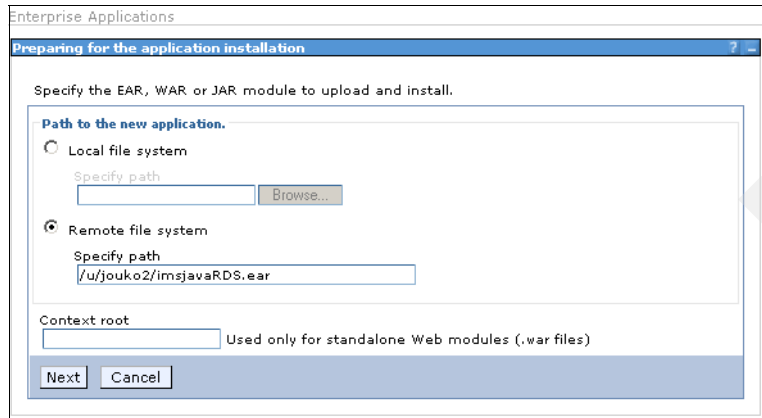 Enterprise Applications
Preparing for the application installation ? _
Specify the EAR, WAR or JAR module to upload and install.
Path to the new application.
Local file system
Specify path
Browse...
Remote file system
Specify path
/u/jouko2/imsjavaRDS.ear
Context root
Used only for standalone Web modules (.war files)
Next Cancel